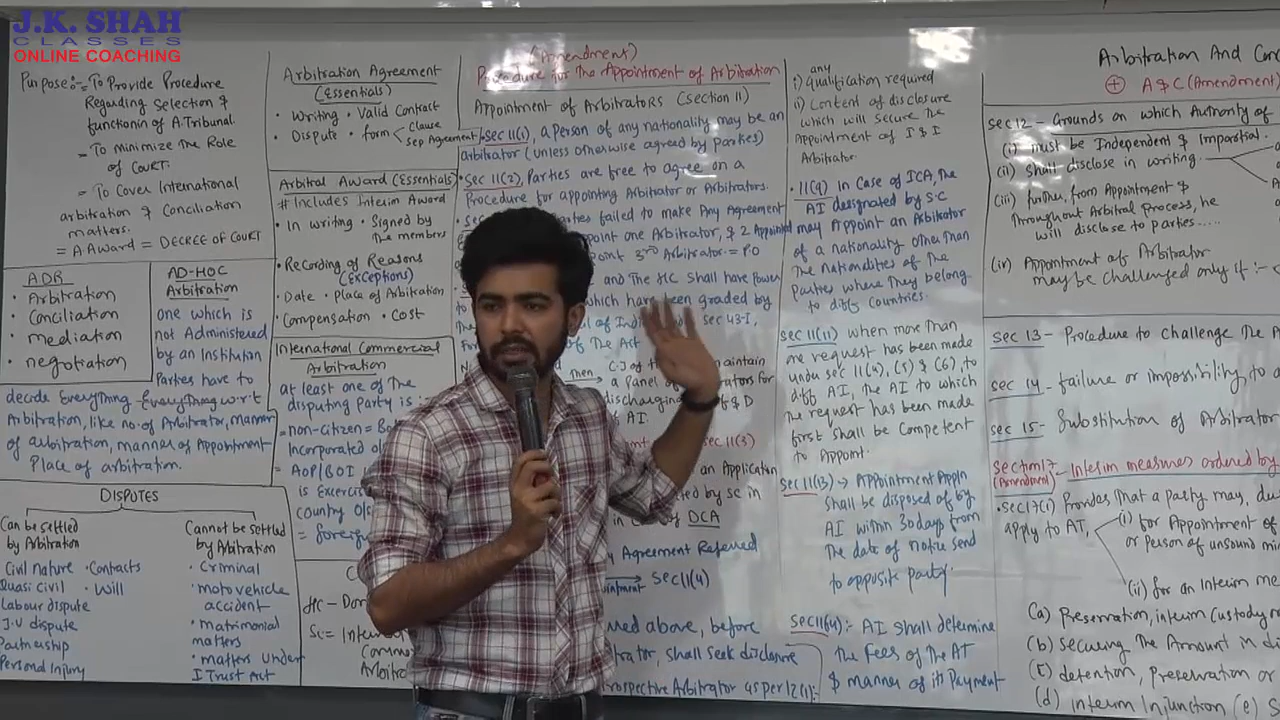 J.K. SHAH
CLASSES
ONLINE COACHING
Purpose:- = To Provide Procedure
Regarding Selection &
functionin of A.Tribunal
= To minimize the Role
of CouRT.
= To Cover International
arbitration & Conciliation
matters.
= A.Award = DECREE of CouRT
ADR
• Arbitration
• Conciliation
• mediation
• negotiation
AD-HOC
Arbitration
one which is
not Administered
by an Institution
Parties have to
decide Everything Everything w.r.t
Arbitration, like no. of Arbitrator, manner
of arbitration, manner of Appointment
Place of arbitration.
DISPUTES
Can be settled
by Arbitration
Civil nature • Contacts
Quasi civil • Will
Labour dispute
J.V dispute
Partnership
Personal Injury
Cannot be settled
by Arbitration
• Criminal
• motor vehicle
accident
• matrimonial
matters
• matters Under
I Trust Act
Arbitration Agreement
(Essentials)
• Writing • Valid Contract
• Dispute • form Clause
Sep Agreement
Arbitral Award (Essentials)
# Includes Interim Award
• In writing • Signed by
The members
• Recording of Reasons
(Exceptions)
• Date • Place of Arbitration
• Compensation • Cost
International Commercial
Arbitration
at least one of The
disputing party is :-
= non-citizen =
Incorporated
= AOP/BOI
is Exercis
country
=
HC-
Sc=
(Amendment)
Procedure for The Appointment of Arbitration
Appointment of Arbitrators (Section 11)
Sec 11(1), a Person of any nationality may be an
arbitrator (unless otherwise agreed by parties)
• Sec 11(2), Parties are free to agree on a
Procedure for appointing Arbitrator or Arbitrators.
• failed to make Any Agreement
point one Arbitrator, & 2 Appointed
point 3rd Arbitrator = P.O
and The HC Shall have Power
which have been graded by
of Sec 43-I,
of The Act
Then C.J of maintain
a Panel of for
discharging of
of AI
Sec 11(3)
an Application
by SC in
DCA
Agreement Referred
Sec 11(4)
above, before
shall seek disclosure
Prospective Arbitrator as per 12(1):-
any
i) qualification required
ii) Content of disclosure
which will secure The
Appointment of I & I
Arbitrator
• 11(9) In Case of ICA, The
AI designated by S.C
may Appoint an Arbitrator
of a nationality other Than
The nationalities of The
Parties where They belong
to diff countries.
Sec 11(11) when more Than
one request has been made
under sec 11(4), (5) & (6), to
diff AI, The AI to which
The request has been made
first shall be Competent
to Appoint.
Sec 11(13) → Appointment Appln
Shall be disposed of by
AI within 30 days from
The date of notice send
to opposite party.
AI shall determine
The Fees of The AT
& manner of its Payment
Arbitration And
+ A & C (Amendment)
Sec 12 - Grounds on which Authority of
(i) must be Independent & Impartial.
(ii) Shall disclose in writing.
(iii) further, from Appointment &
Throughout Arbitral Process, he
will disclose to parties.....
(iv) Appointment of Arbitrator
may be challenged only if :-
Sec 13 - Procedure to challenge The
Sec 14 - failure or impossibility, to
Sec 15 - Substitution of Arbitrator
Section 17 - Interim measures ordered by
(Amendment)
• Sec 17(1) Provides That a party may,
apply to AT,
(i) for Appointment of
or Person of unsound
(ii) for an Interim
(a) Preservation, interim custody
(b) Securing The Amount in
(c) detention, Preservation or
(d) interim Injunction (e)